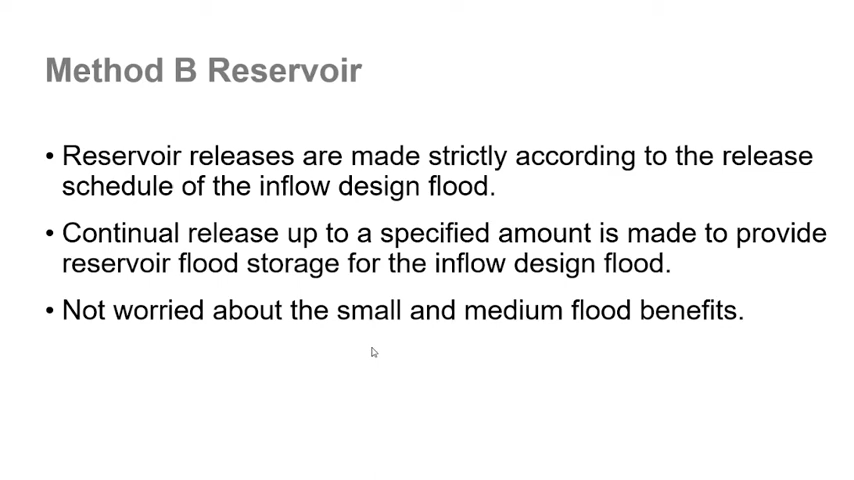 Method B Reservoir
• Reservoir releases are made strictly according to the release
schedule of the inflow design flood.
• Continual release up to a specified amount is made to provide
reservoir flood storage for the inflow design flood.
• Not worried about the small and medium flood benefits.